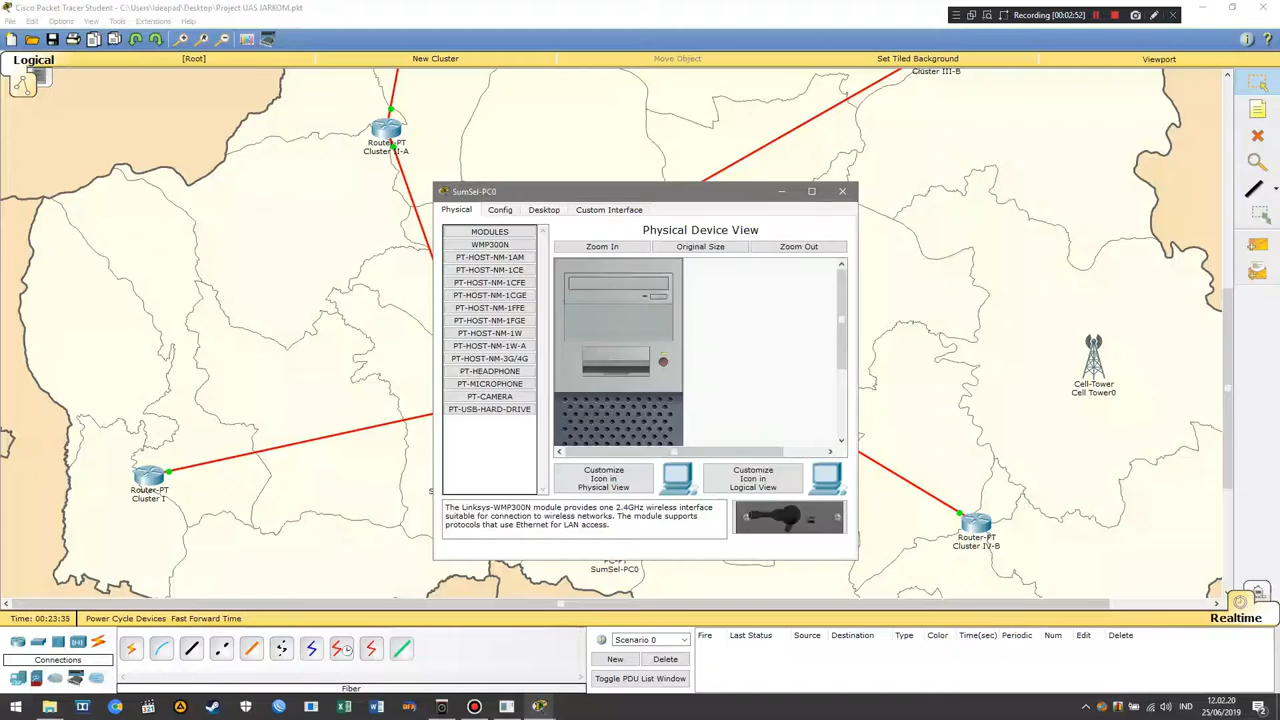 Cisco Packet Tracer Student - C:\Users\Ideapad\Desktop\Project UAS JARKOM.pkt
Recording [00:02:52]
File Edit Options View Tools Extensions Help
Logical
[Root]
New Cluster
Move Object
Set Tiled Background
Viewport
Cluster III-B
Router-PT
Cluster II-A
SumSel-PC0
Physical Config Desktop Custom Interface
MODULES
WMP300N
PT-HOST-NM-1AM
PT-HOST-NM-1CE
PT-HOST-NM-1CFE
PT-HOST-NM-1CGE
PT-HOST-NM-1FFE
PT-HOST-NM-1FGE
PT-HOST-NM-1W
PT-HOST-NM-1W-A
PT-HOST-NM-3G/4G
PT-HEADPHONE
PT-MICROPHONE
PT-CAMERA
PT-USB-HARD-DRIVE
Physical Device View
Zoom In
Original Size
Zoom Out
Customize
Icon in
Physical View
Customize
Icon in
Logical View
The Linksys-WMP300N module provides one 2.4GHz wireless interface
suitable for connection to wireless networks. The module supports
protocols that use Ethernet for LAN access.
Cell-Tower
Cell Tower0
Router-PT
Cluster T
Router-PT
Cluster IV-B
SumSel-PC0
Time: 00:23:35
Power Cycle Devices Fast Forward Time
Realtime
Connections
Fiber
Scenario 0
New
Delete
Toggle PDU List Window
Fire Last Status Source Destination Type Color Time(sec) Periodic Num Edit Delete
IND
12.02.20
25/06/2019
2